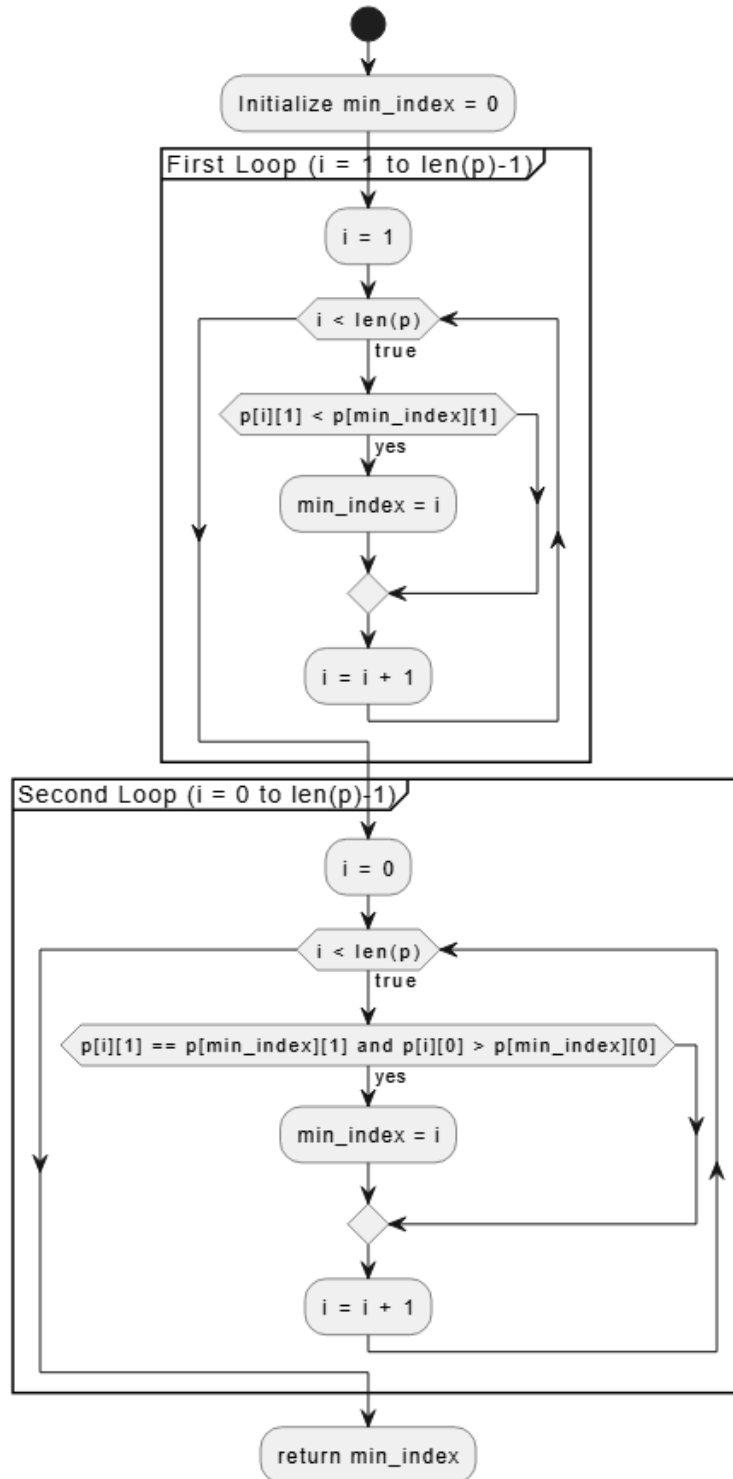 Initialize min_index = 0
First Loop (i = 1 to len(p)-1)
i = 1
i < len(p)
true
p[i][1] < p[min_index][1]
yes
min_index = i
i = i + 1
Second Loop (i = 0 to len(p)-1)
i = 0
i < len(p)
true
p[i][1] == p[min_index][1] and p[i][0] > p[min_index][0]
yes
min_index = i
i = i + 1
return min_index